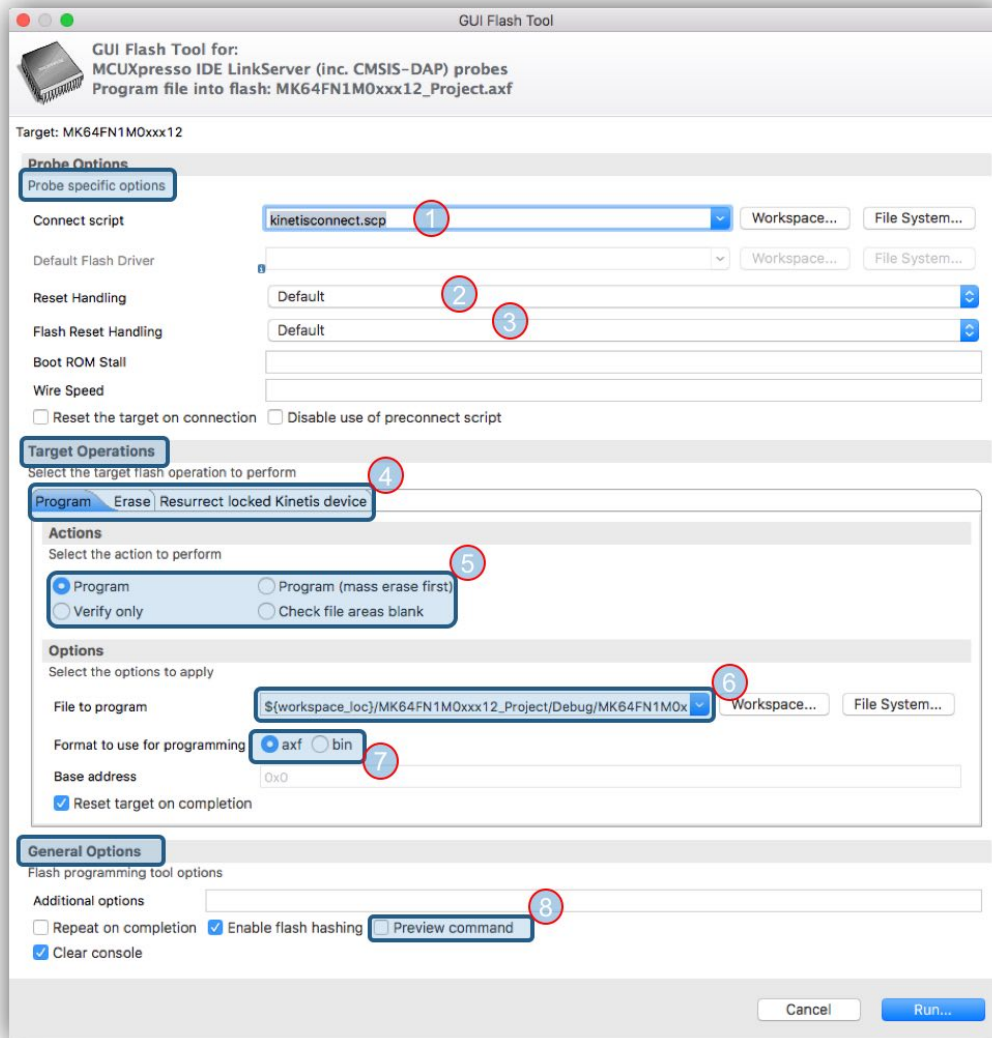 GUI Flash Tool
GUI Flash Tool for:
MCUXpresso IDE LinkServer (inc. CMSIS-DAP) probes
Program file into flash: MK64FN1M0xxx12_Project.axf
Target: MK64FN1M0xxx12
Probe Options
Probe specific options
Connect script kinetisconnect.scp 1 Workspace... File System...
Default Flash Driver Workspace... File System...
Reset Handling Default 2
Flash Reset Handling Default 3
Boot ROM Stall
Wire Speed
Reset the target on connection Disable use of preconnect script
Target Operations
Select the target flash operation to perform 4
Program Erase Resurrect locked Kinetis device
Actions
Select the action to perform 5
Program Program (mass erase first)
Verify only Check file areas blank
Options
Select the options to apply 6
File to program ${workspace_loc}/MK64FN1M0xxx12_Project/Debug/MK64FN1M0x Workspace... File System...
Format to use for programming axf bin 7
Base address 0x0
Reset target on completion
General Options
Flash programming tool options
Additional options 8
Repeat on completion Enable flash hashing Preview command
Clear console
Cancel Run...